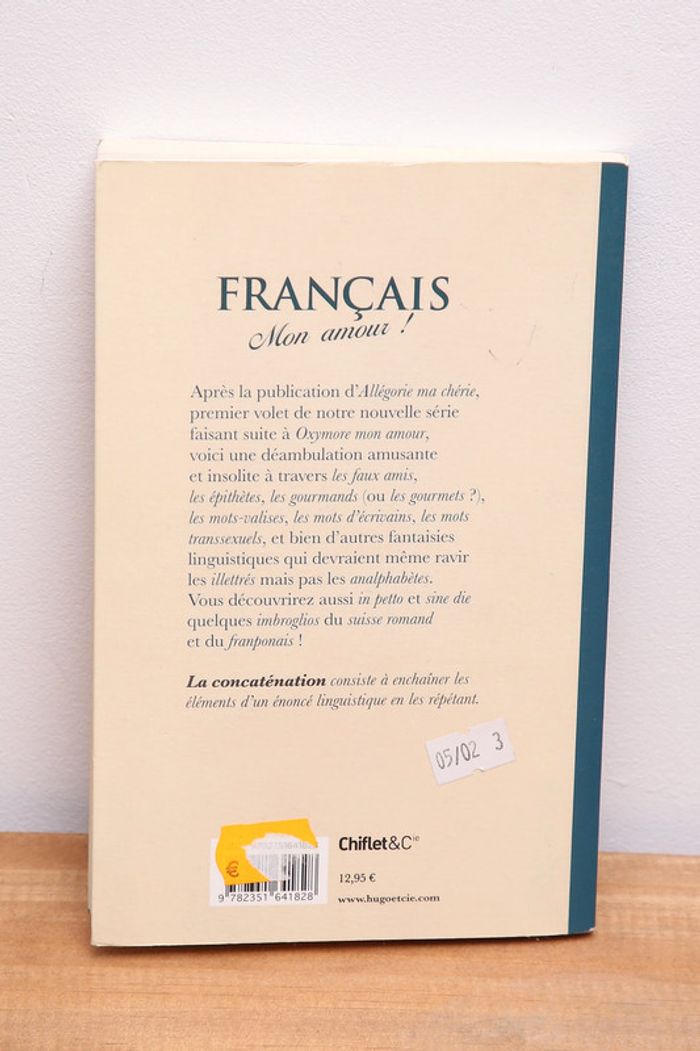 FRANÇAIS
Mon amour !
Après la publication d'Allégorie ma chérie,
premier volet de notre nouvelle série
faisant suite à Oxymore mon amour,
voici une déambulation amusante
et insolite à travers les faux amis,
les épithètes, les gourmands (ou les gourmets ?),
les mots-valises, les mots d'écrivains, les mots
transsexuels, et bien d'autres fantaisies
linguistiques qui devraient même ravir
les illettrés mais pas les analphabètes.
Vous découvrirez aussi in petto et sine die
quelques imbroglios du suisse romand
et du franponais !
La concaténation consiste à enchaîner les
éléments d'un énoncé linguistique en les répétant.
05/02 3
Chiflet&Cie
€
12,95 €
9 782351 641828
www.hugoetcie.com